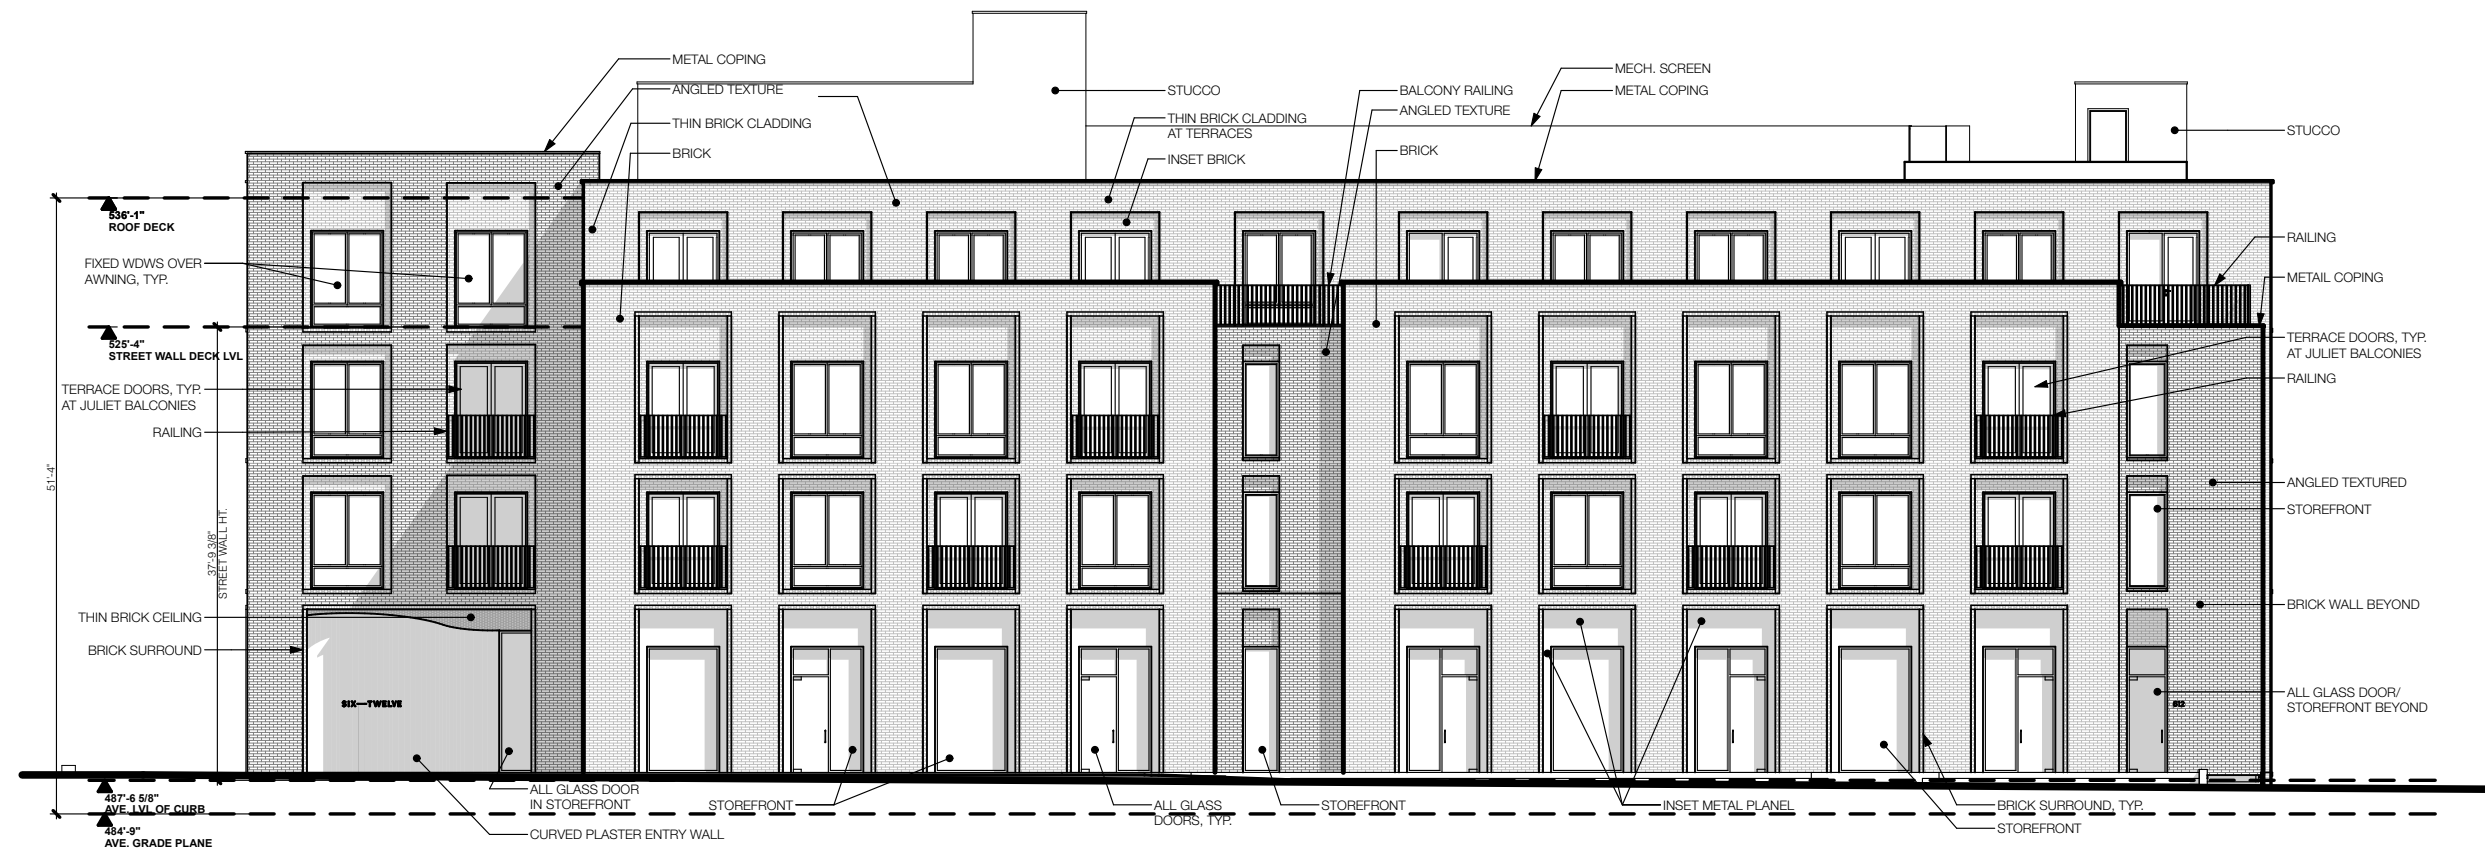 METAL COPING
ANGLED TEXTURE
THIN BRICK CLADDING
BRICK
STUCCO
THIN BRICK CLADDING
AT TERRACES
INSET BRICK
BALCONY RAILING
ANGLED TEXTURE
BRICK
MECH. SCREEN
METAL COPING
STUCCO
536'-1"
ROOF DECK
FIXED WDWS OVER
AWNING, TYP.
525'-4"
STREET WALL DECK LVL
TERRACE DOORS, TYP.
AT JULIET BALCONIES
RAILING
51'-4"
37'-9 3/8"
STREET WALL HT.
THIN BRICK CEILING
BRICK SURROUND
SIX—TWELVE
RAILING
METAIL COPING
TERRACE DOORS, TYP.
AT JULIET BALCONIES
RAILING
ANGLED TEXTURED
STOREFRONT
BRICK WALL BEYOND
ALL GLASS DOOR/
STOREFRONT BEYOND
612
487'-6 5/8"
AVE. LVL OF CURB
484'-9"
AVE. GRADE PLANE
ALL GLASS DOOR
IN STOREFRONT
CURVED PLASTER ENTRY WALL
STOREFRONT
ALL GLASS
DOORS, TYP.
STOREFRONT
INSET METAL PLANEL
BRICK SURROUND, TYP.
STOREFRONT